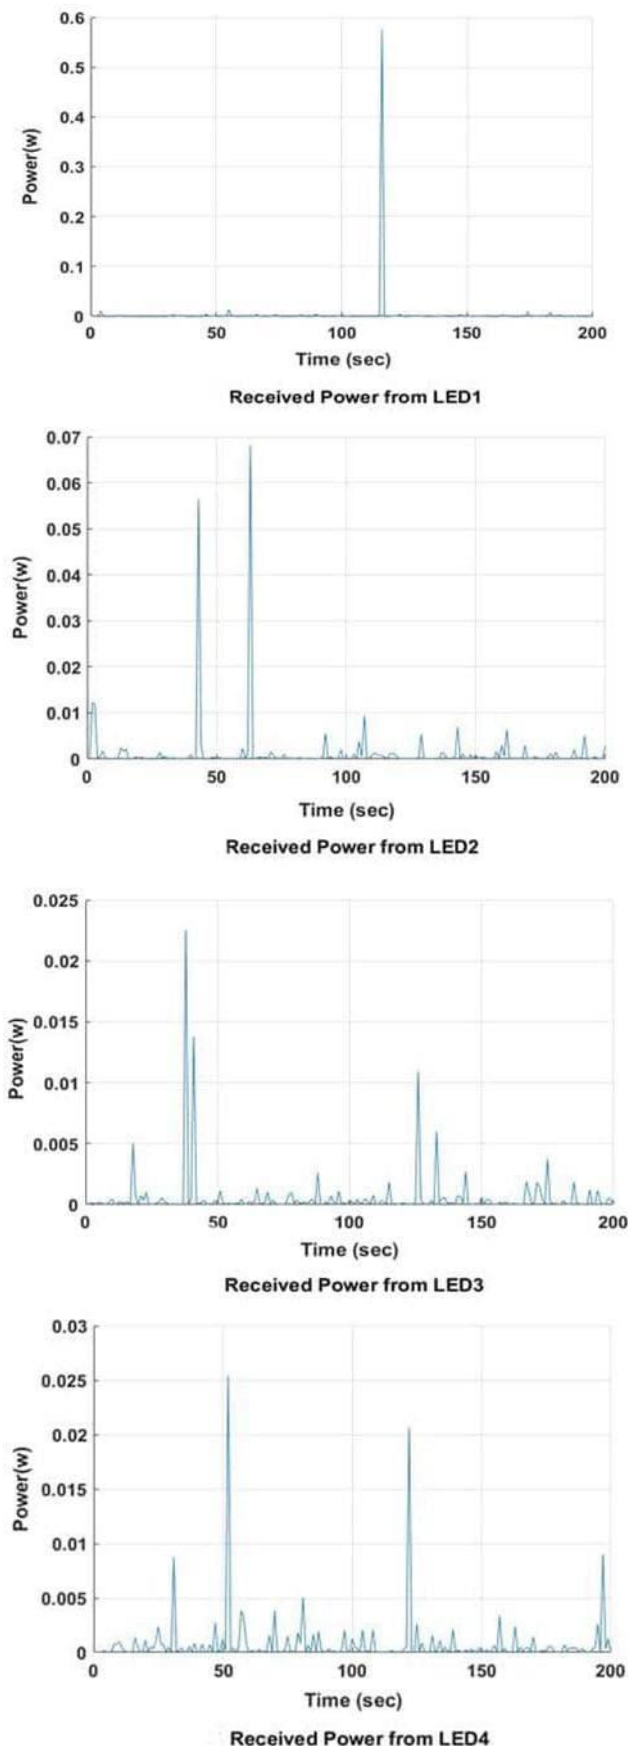 0.6
0.5
0.4
0.3
0.2
0.1
0
Power(w)
0 50 100 150 200
Time (sec)
Received Power from LED1
0.07
0.06
0.05
0.04
0.03
0.02
0.01
0
Power(w)
0 50 100 150 200
Time (sec)
Received Power from LED2
0.025
0.02
0.015
0.01
0.005
0
Power(w)
0 50 100 150 200
Time (sec)
Received Power from LED3
0.03
0.025
0.02
0.015
0.01
0.005
0
Power(w)
0 50 100 150 200
Time (sec)
Received Power from LED4